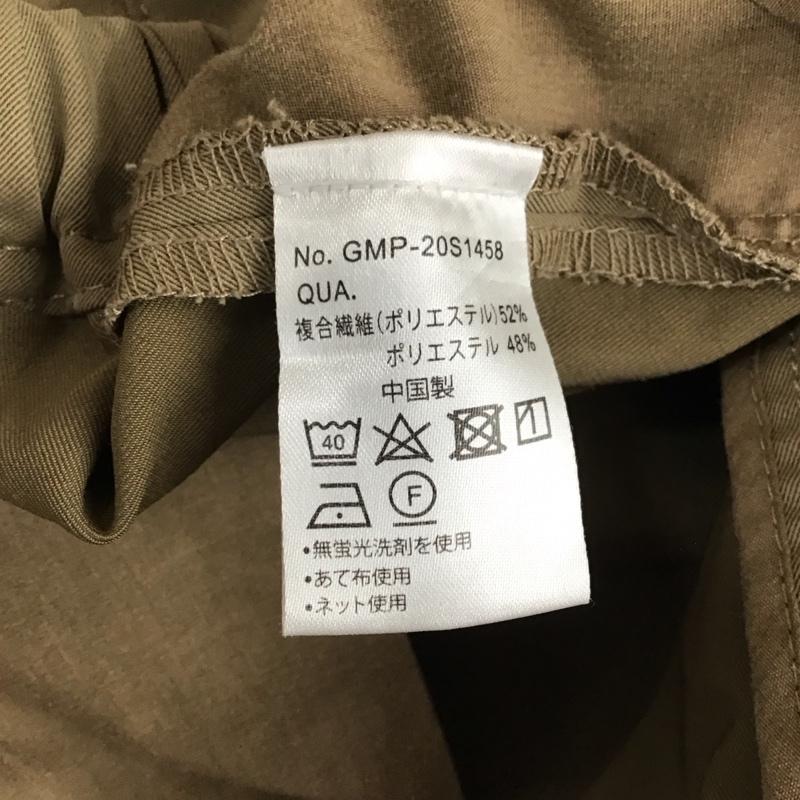 No. GMP-20S1458
QUA.
複合繊維(ポリエステル)52%
ポリエステル 48%
中国製
40
F
•無蛍光洗剤を使用
•あて布使用
•ネット使用